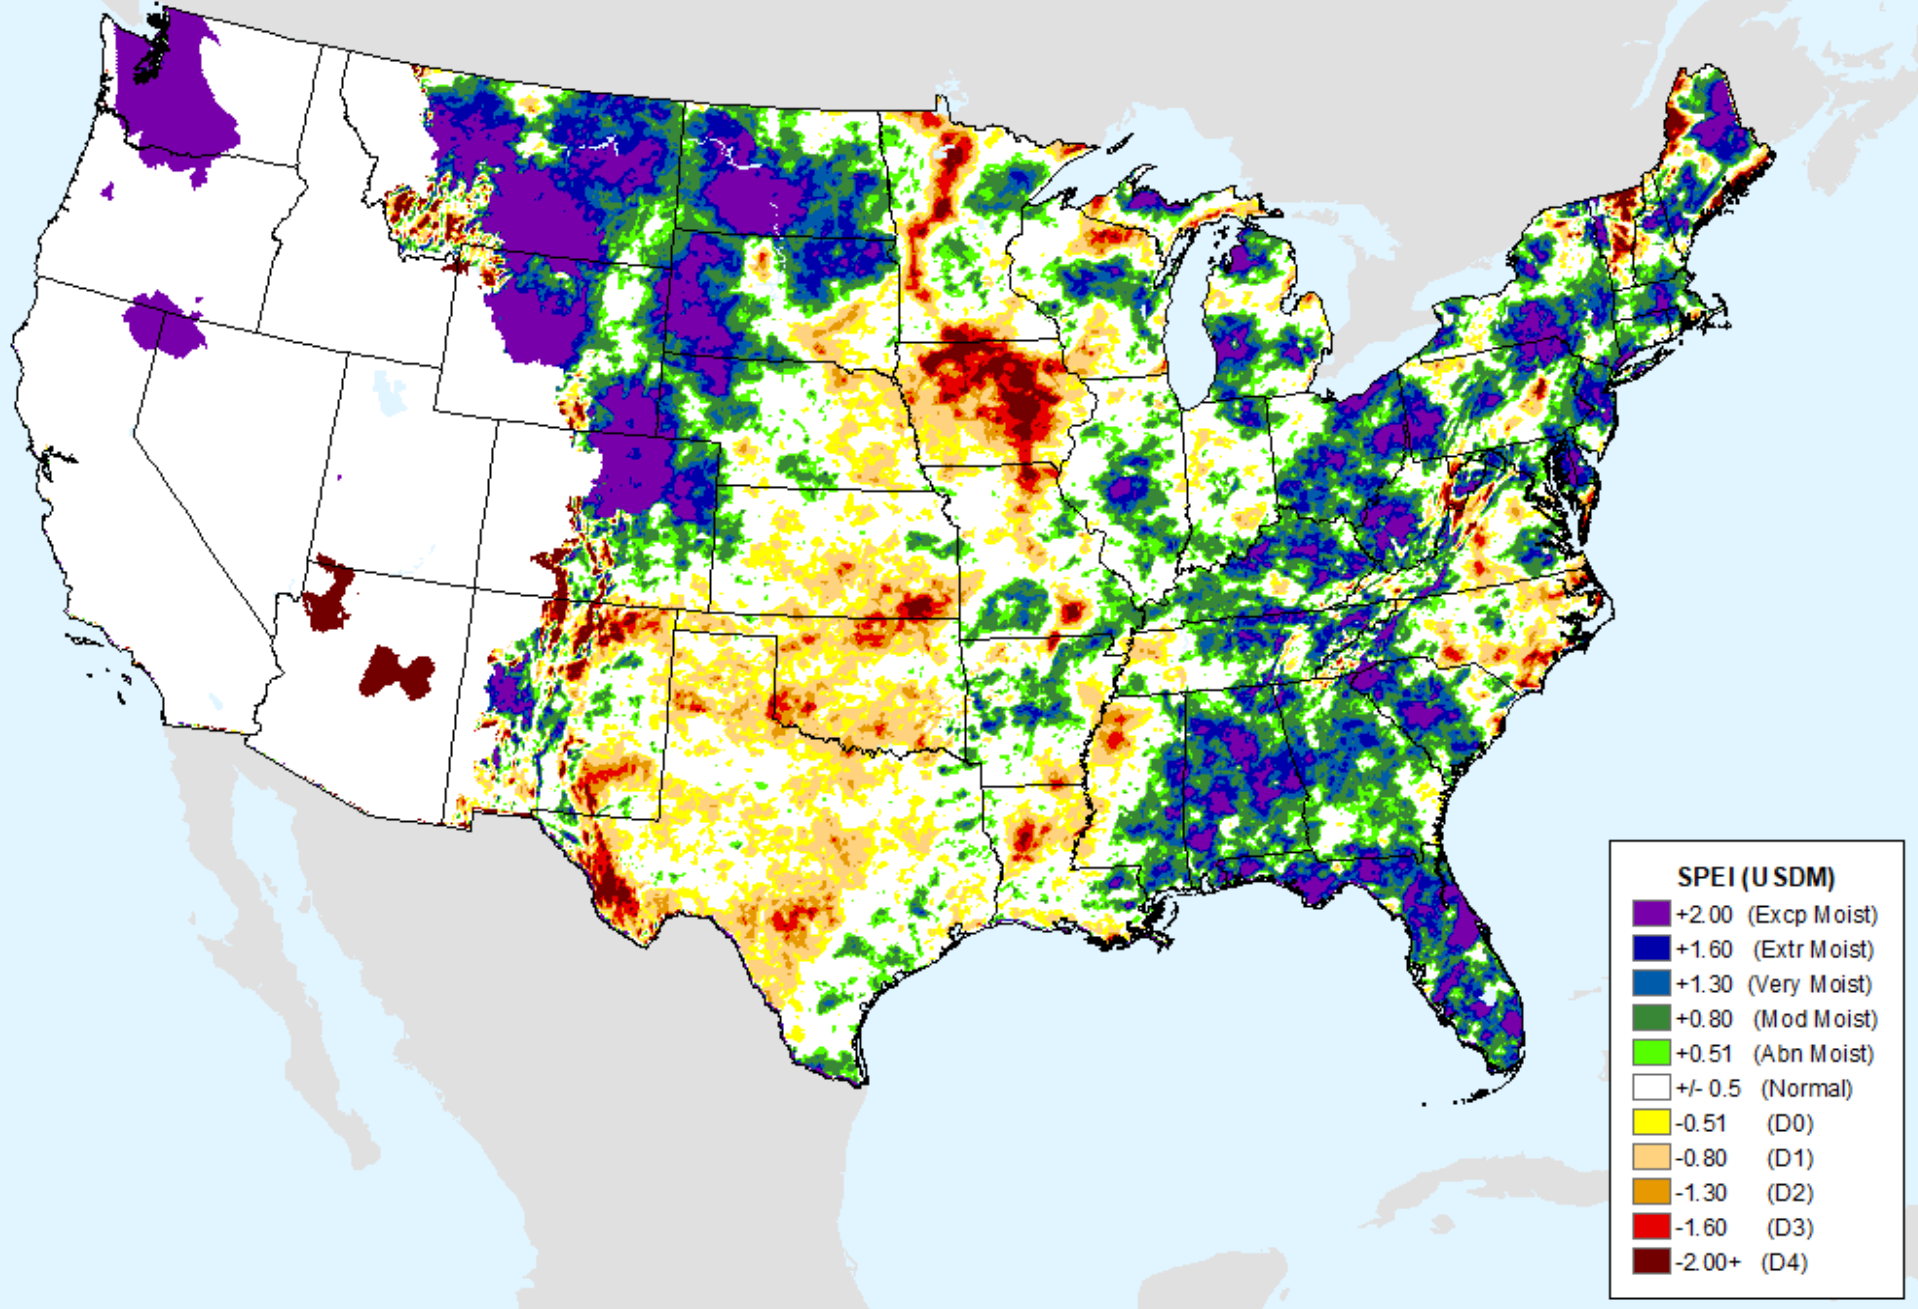 SPEI (USDM)
+2.00 (Excp Moist)
+1.60 (Extr Moist)
+1.30 (Very Moist)
+0.80 (Mod Moist)
+0.51 (Abn Moist)
+/- 0.5 (Normal)
-0.51 (D0)
-0.80 (D1)
-1.30 (D2)
-1.60 (D3)
-2.00+ (D4)